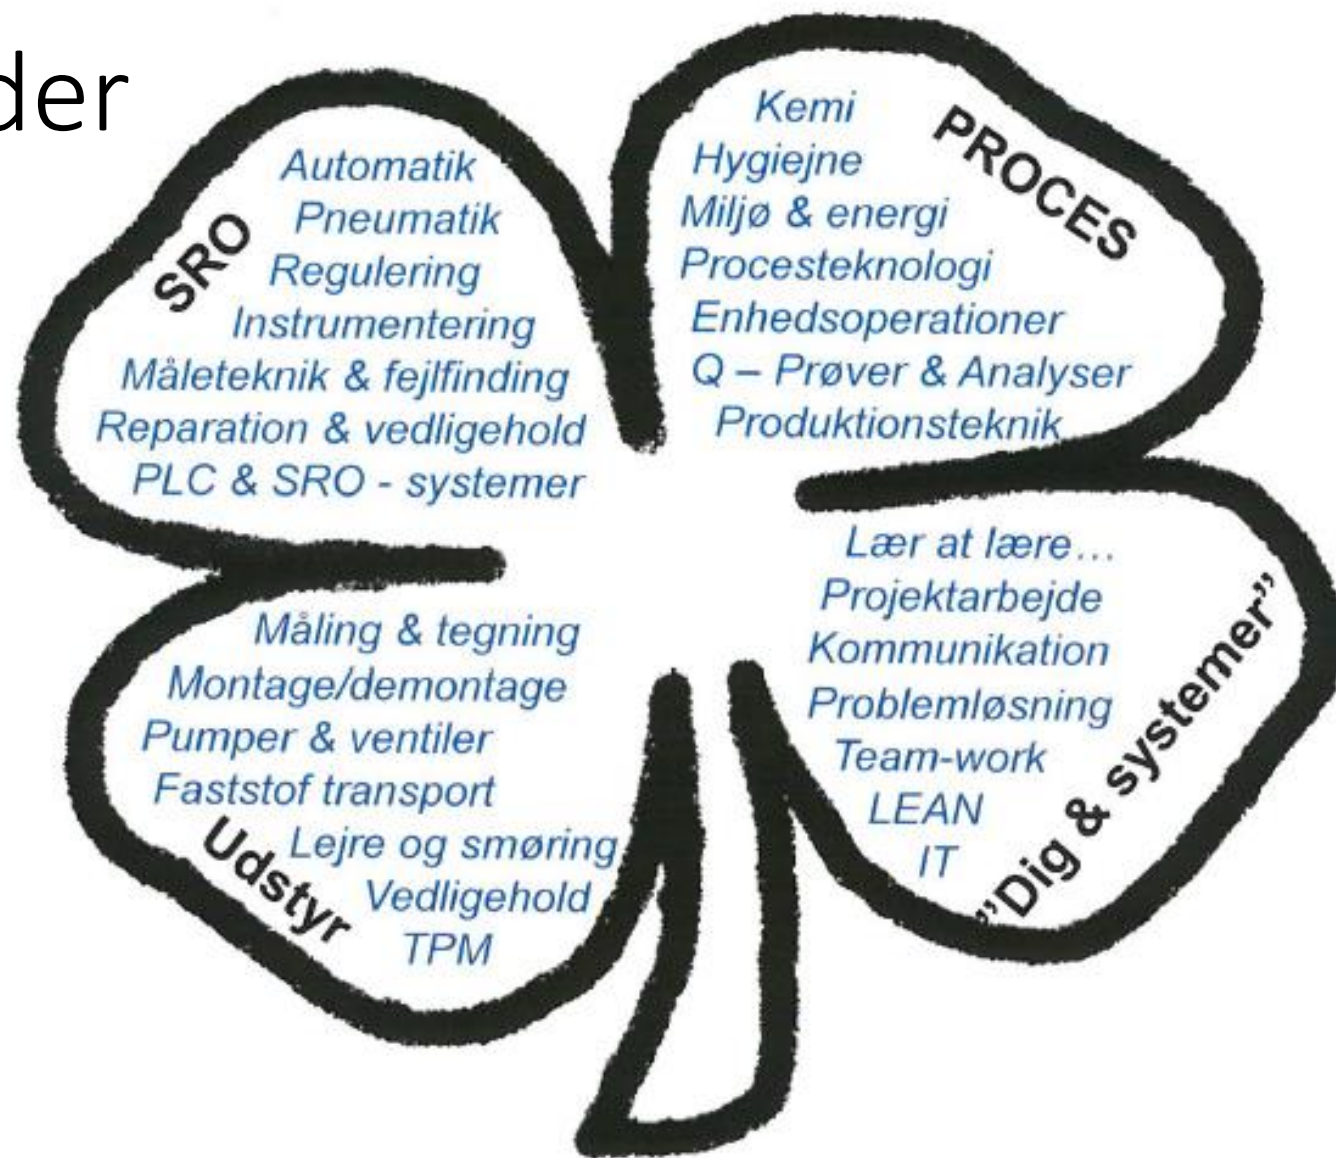 der
SRO
Automatik
Pneumatik
Regulering
Instrumentering
Måleteknik & fejlfinding
Reparation & vedligehold
PLC & SRO - systemer
PROCES
Kemi
Hygiejne
Miljø & energi
Procesteknologi
Enhedsoperationer
Q – Prøver & Analyser
Produktionsteknik
Udstyr
Måling & tegning
Montage/demontage
Pumper & ventiler
Faststof transport
Lejre og smøring
Vedligehold
TPM
”Dig & systemer”
Lær at lære…
Projektarbejde
Kommunikation
Problemløsning
Team-work
LEAN
IT